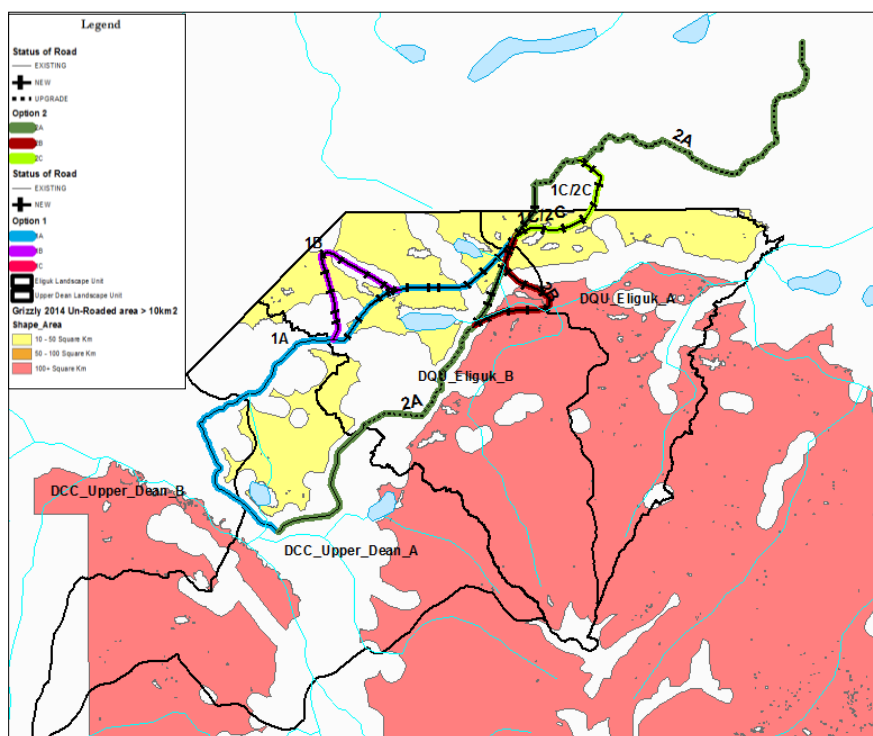 Legend
Status of Road
EXISTING
NEW
UPGRADE
Option 2
2A
2B
2C
Status of Road
EXISTING
NEW
Option 1
1A
1B
1C
Eliguk Landscape Unit
Upper Dean Landscape Unit
Grizzly 2014 Un-Roaded area > 10km2
Shape_Area
10 - 50 Square Km
50 - 100 Square Km
100+ Square Km
2A
1C/2C
1C/2C
1B
2B
DQU_Eliguk_A
1A
DQU_Eliguk_B
2A
DCC_Upper_Dean_B
DCC_Upper_Dean_A